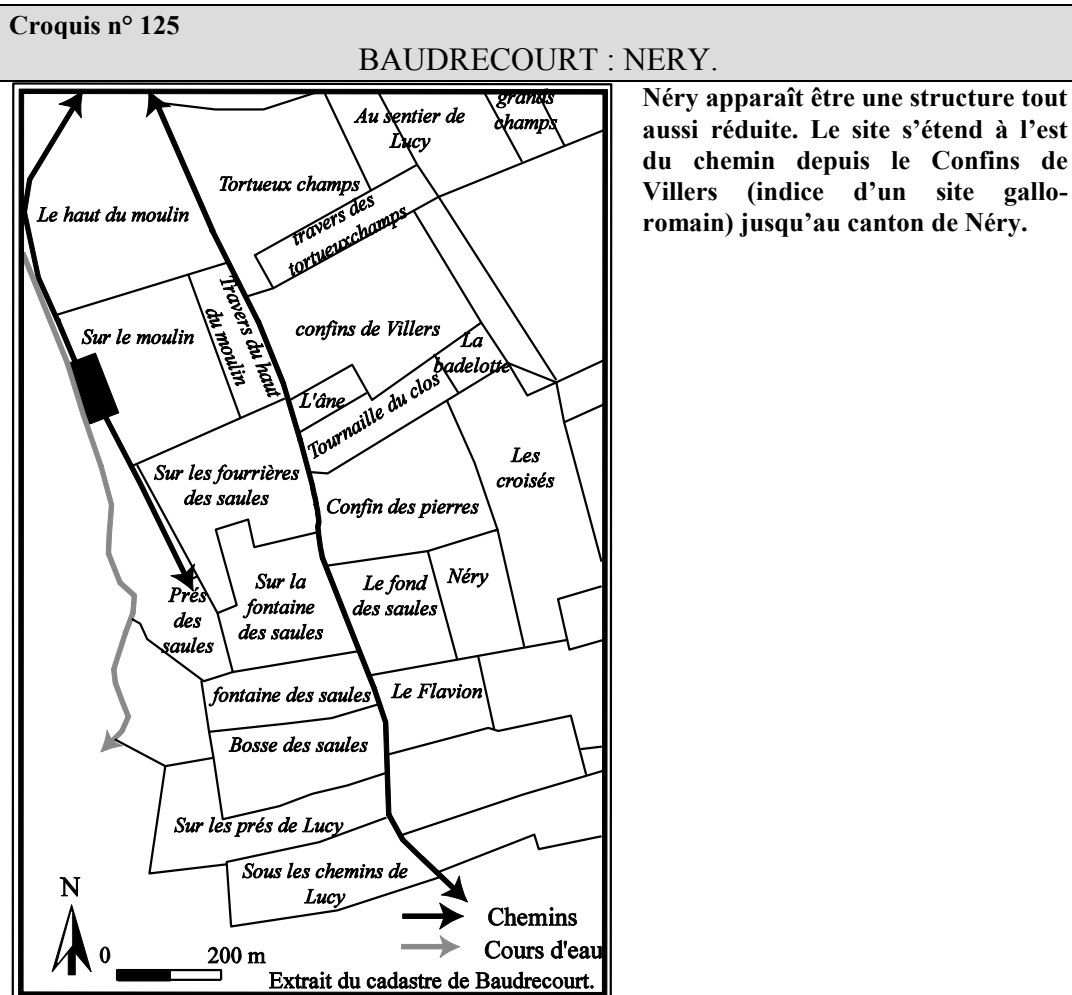 Croquis n° 125
BAUDRECOURT : NERY.
Néry apparaît être une structure tout
aussi réduite. Le site s’étend à l’est
du chemin depuis le Confins de
Villers (indice d’un site gallo-
romain) jusqu’au canton de Néry.
grands
champs
Au sentier de
Lucy
Tortueux champs
travers des
tortueuxchamps
Le haut du moulin
Travers du haut
du moulin
Sur le moulin
confins de Villers
La
badelotte
L'âne
Tournaille du clos
Les
croisés
Sur les fourrières
des saules
Confin des pierres
Sur la
fontaine
des saules
Le fond
des saules
Néry
Prés
des
saules
fontaine des saules
Le Flavion
Bosse des saules
Sur les prés de Lucy
Sous les chemins de
Lucy
N
0
200 m
Chemins
Cours d'eau
Extrait du cadastre de Baudrecourt.